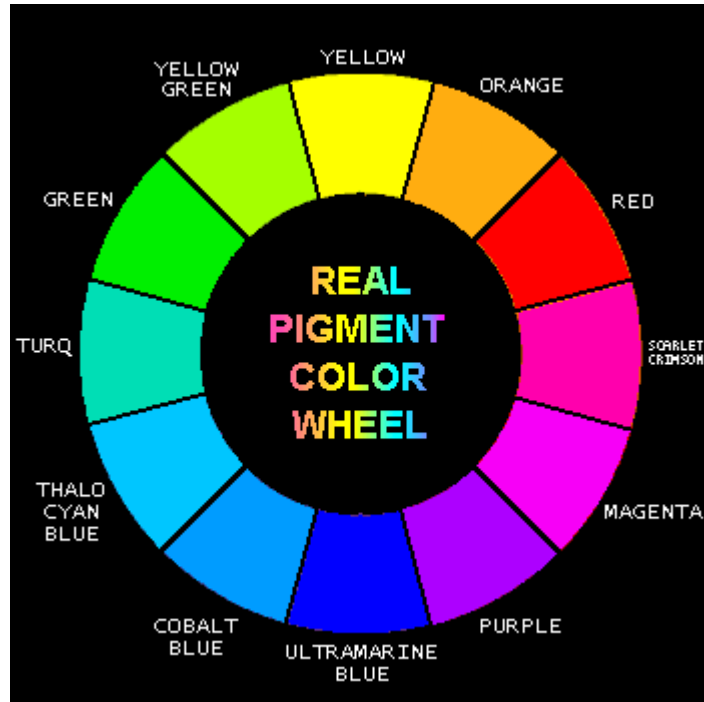 YELLOW
YELLOW
GREEN
ORANGE
GREEN
RED
REAL
PIGMENT
COLOR
WHEEL
TURQ
SCARLET
CRIMSON
THALO
CYAN
BLUE
MAGENTA
COBALT
BLUE
PURPLE
ULTRAMARINE
BLUE